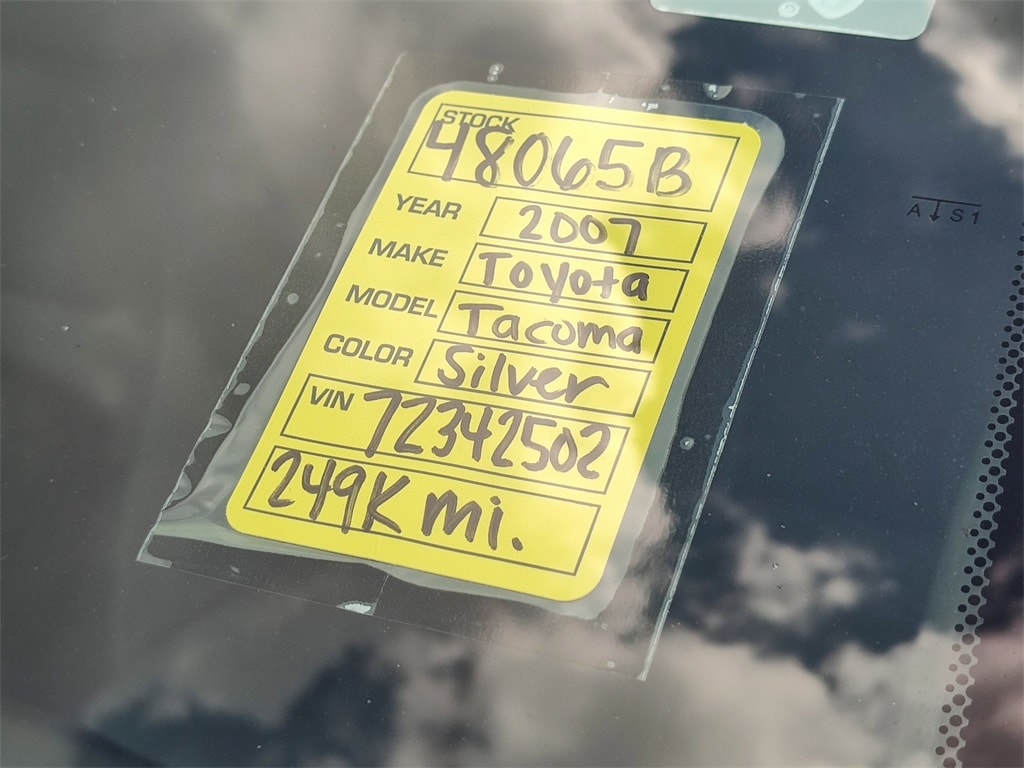 STOCK
48065B
YEAR 2007
MAKE Toyota
MODEL Tacoma
COLOR Silver
VIN 72342502
249K mi.
A S1